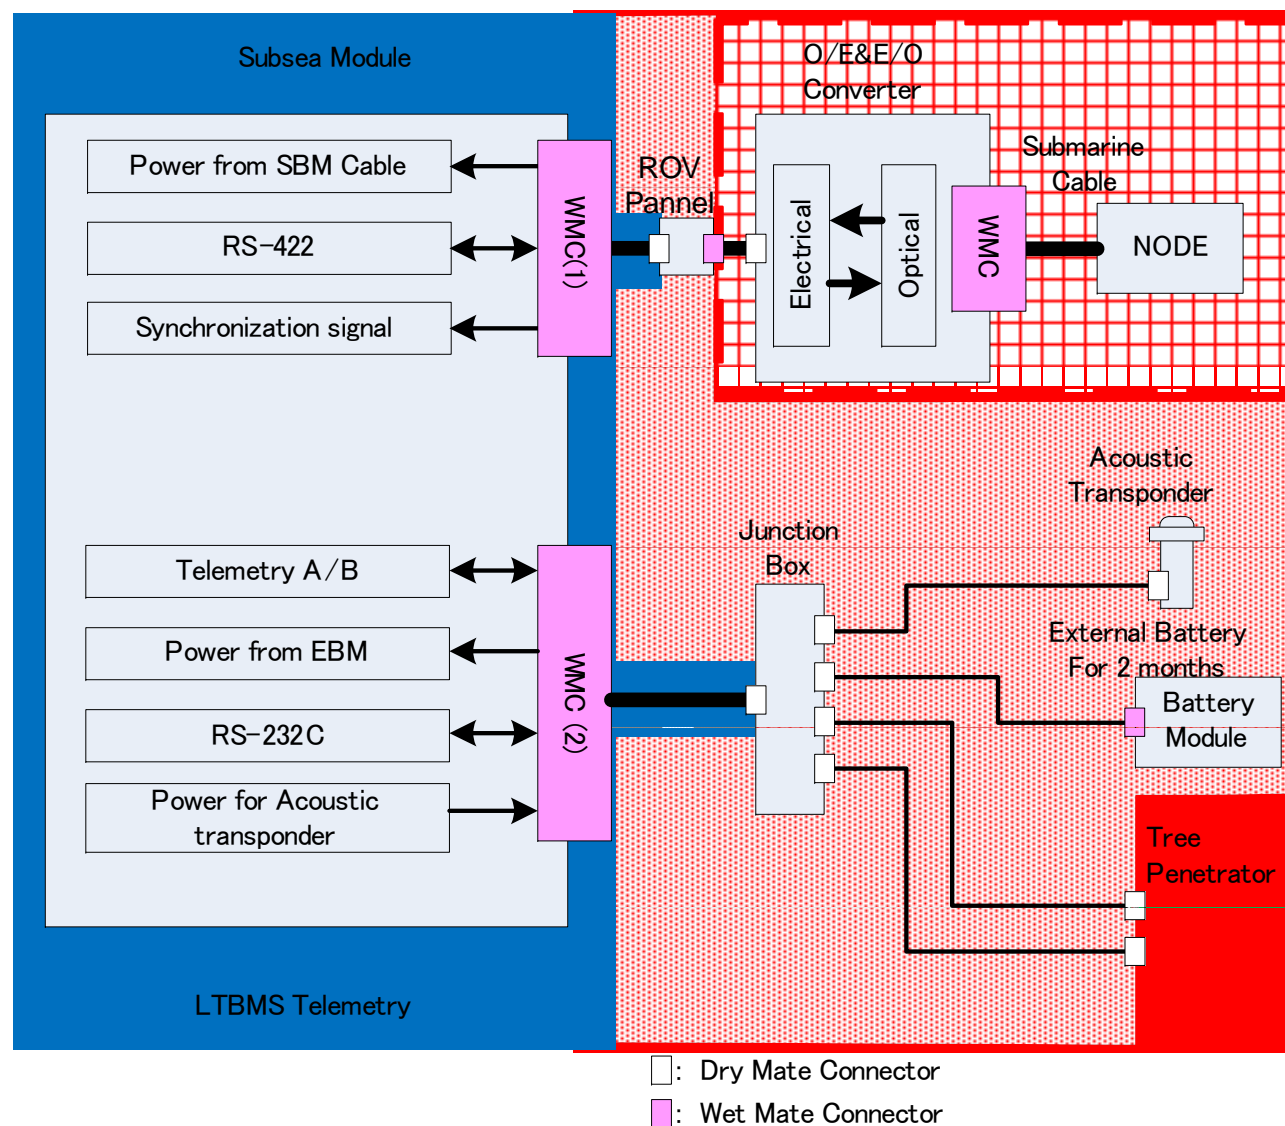 Subsea Module
Power from SBM Cable
RS-422
Synchronization signal
WMC(1)
ROV
Pannel
O/E&E/O
Converter
Electrical
Optical
WMC
Submarine
Cable
NODE
Telemetry A/B
Power from EBM
RS-232C
Power for Acoustic
transponder
WMC (2)
Junction
Box
Acoustic
Transponder
External Battery
For 2 months
Battery
Module
Tree
Penetrator
LTBMS Telemetry
: Dry Mate Connector
: Wet Mate Connector